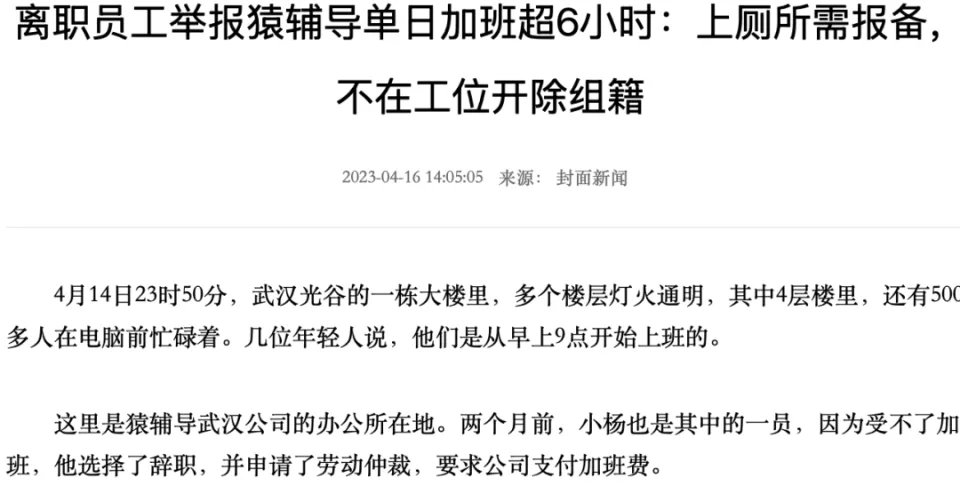 离职员工举报猿辅导单日加班超6小时：上厕所需报备，
不在工位开除组籍
2023-04-16 14:05:05 来源： 封面新闻
4月14日23时50分，武汉光谷的一栋大楼里，多个楼层灯火通明，其中4层楼里，还有500
多人在电脑前忙碌着。几位年轻人说，他们是从早上9点开始上班的。
这里是猿辅导武汉公司的办公所在地。两个月前，小杨也是其中的一员，因为受不了加
班，他选择了辞职，并申请了劳动仲裁，要求公司支付加班费。